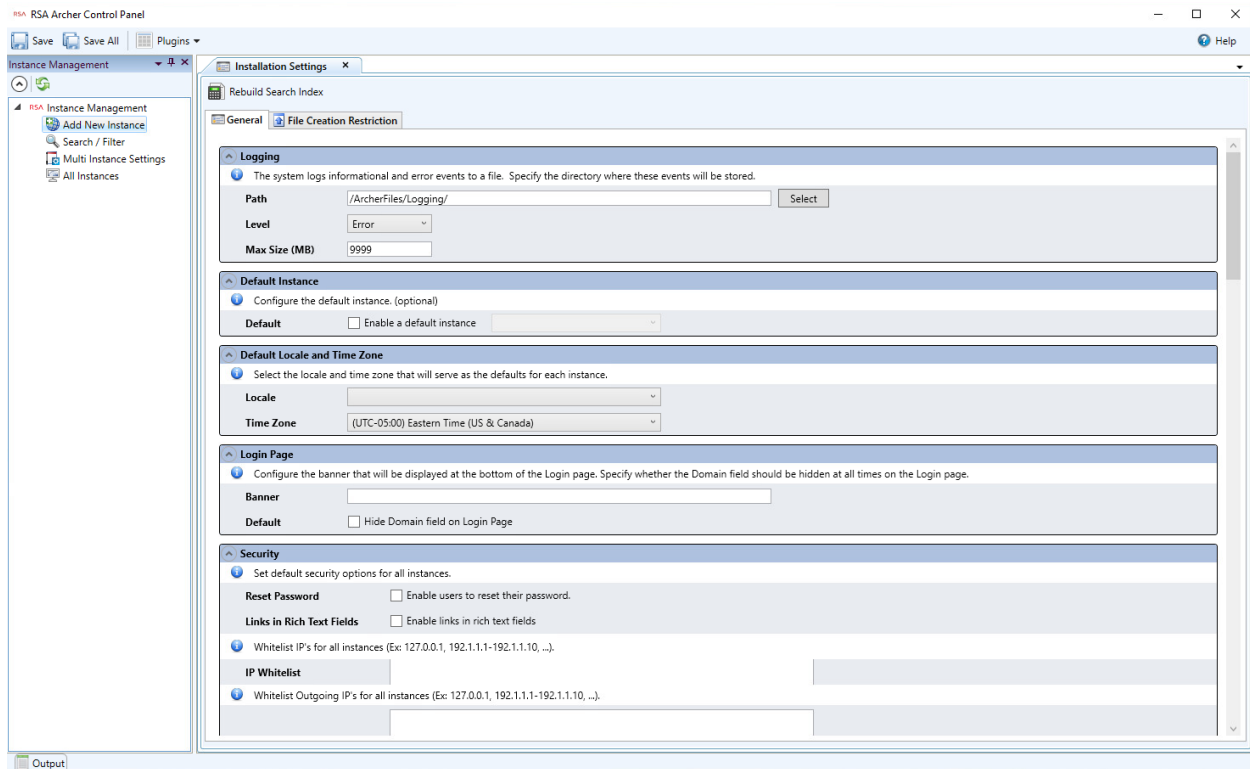 RSA RSA Archer Control Panel
Save Save All Plugins Help
Instance Management
RSA Instance Management
Add New Instance
Search / Filter
Multi Instance Settings
All Instances
Installation Settings
Rebuild Search Index
General File Creation Restriction
Logging
The system logs informational and error events to a file. Specify the directory where these events will be stored.
Path /ArcherFiles/Logging/ Select
Level Error
Max Size (MB) 9999
Default Instance
Configure the default instance. (optional)
Default Enable a default instance
Default Locale and Time Zone
Select the locale and time zone that will serve as the defaults for each instance.
Locale
Time Zone (UTC-05:00) Eastern Time (US & Canada)
Login Page
Configure the banner that will be displayed at the bottom of the Login page. Specify whether the Domain field should be hidden at all times on the Login page.
Banner
Default Hide Domain field on Login Page
Security
Set default security options for all instances.
Reset Password Enable users to reset their password.
Links in Rich Text Fields Enable links in rich text fields
Whitelist IP's for all instances (Ex: 127.0.0.1, 192.1.1.1-192.1.1.10, ...).
IP Whitelist
Whitelist Outgoing IP's for all instances (Ex: 127.0.0.1, 192.1.1.1-192.1.1.10, ...).
Output